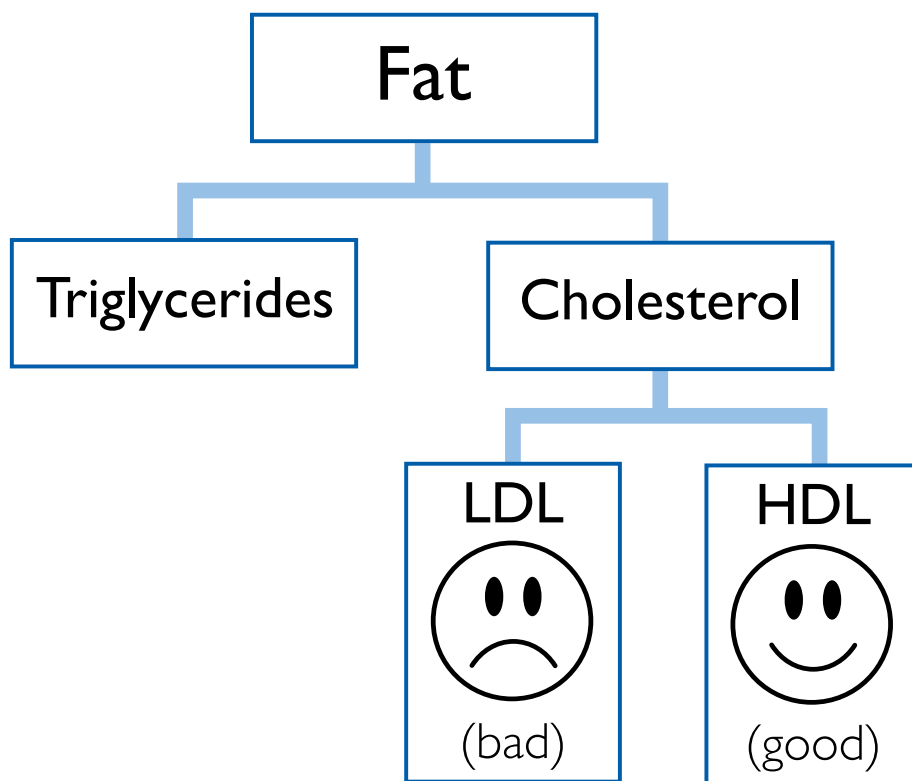 Fat
Triglycerides
Cholesterol
LDL
(bad)
HDL
(good)